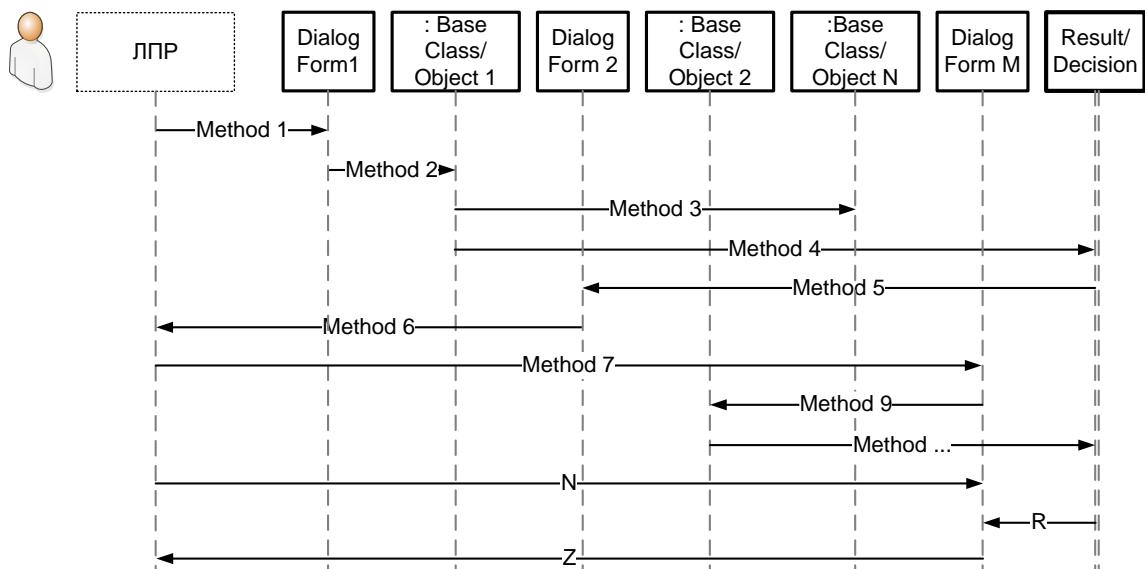 ЛПР
Dialog
Form1
: Base
Class/
Object 1
Dialog
Form 2
: Base
Class/
Object 2
:Base
Class/
Object N
Dialog
Form M
Result/
Decision
Method 1
Method 2
Method 3
Method 4
Method 5
Method 6
Method 7
Method 9
Method ...
N
R
Z